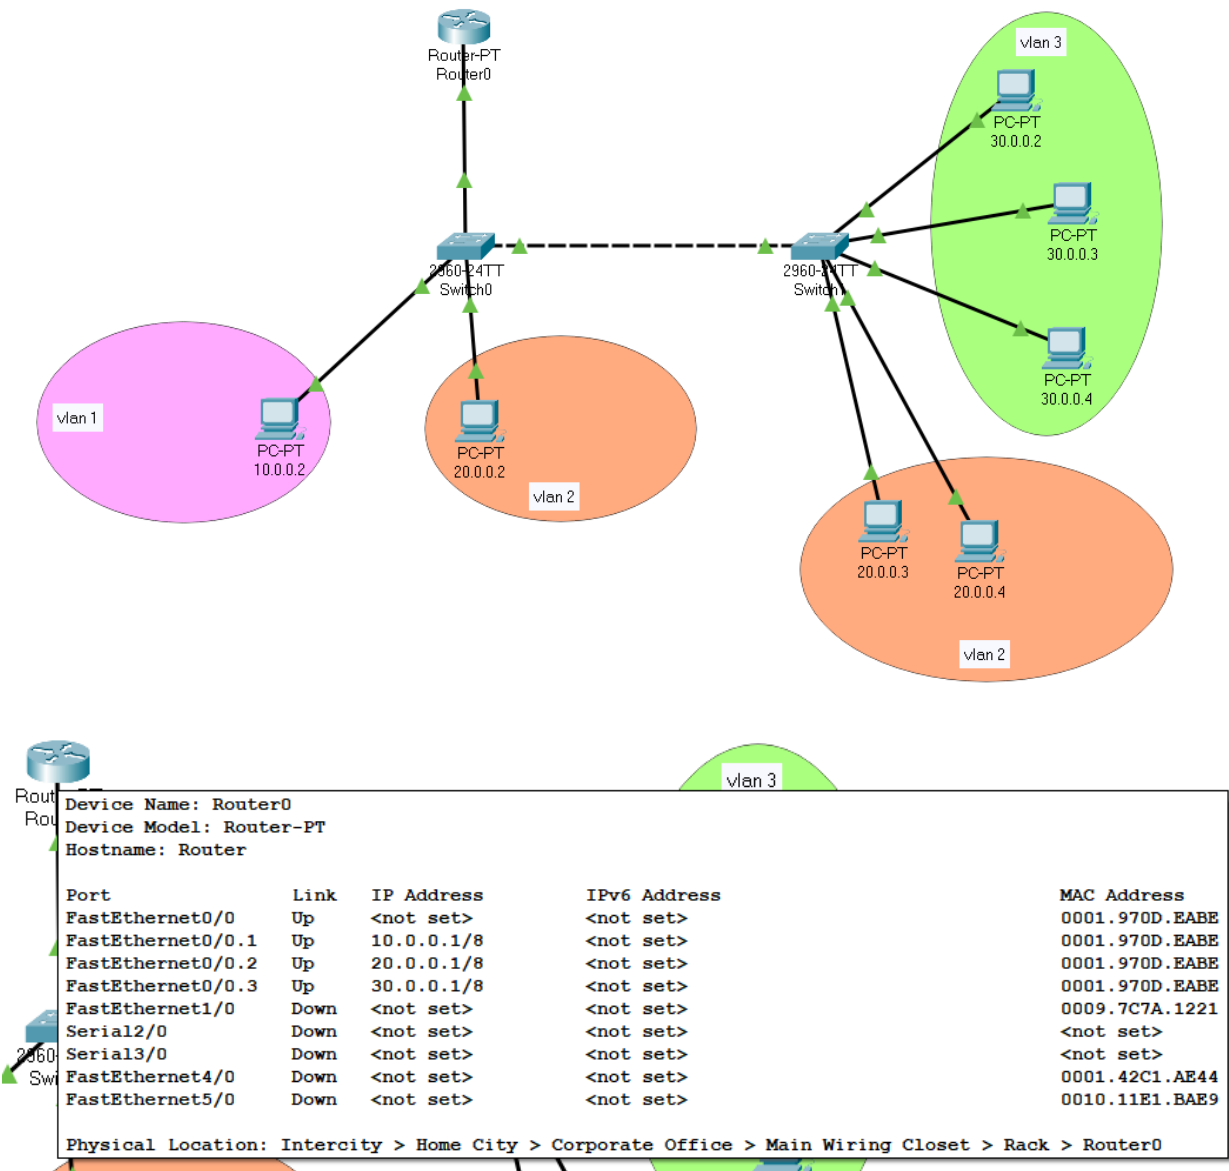 Router-PT
Router0
vlan 3
PC-PT
30.0.0.2
PC-PT
30.0.0.3
2960-24TT
Switch0
2960-24TT
PC-PT
30.0.0.4
vlan 1
PC-PT
10.0.0.2
PC-PT
20.0.0.2
vlan 2
PC-PT
20.0.0.3
PC-PT
20.0.0.4
vlan 2
vlan 3
Rout
Rou
Device Name: Router0
Device Model: Router-PT
Hostname: Router
Port Link IP Address IPv6 Address MAC Address
FastEthernet0/0 Up <not set> <not set> 0001.970D.EABE
FastEthernet0/0.1 Up 10.0.0.1/8 <not set> 0001.970D.EABE
FastEthernet0/0.2 Up 20.0.0.1/8 <not set> 0001.970D.EABE
FastEthernet0/0.3 Up 30.0.0.1/8 <not set> 0001.970D.EABE
FastEthernet1/0 Down <not set> <not set> 0009.7C7A.1221
Serial2/0 Down <not set> <not set> <not set>
Serial3/0 Down <not set> <not set> <not set>
FastEthernet4/0 Down <not set> <not set> 0001.42C1.AE44
FastEthernet5/0 Down <not set> <not set> 0010.11E1.BAE9
2960
Swi
Physical Location: Intercity > Home City > Corporate Office > Main Wiring Closet > Rack > Router0